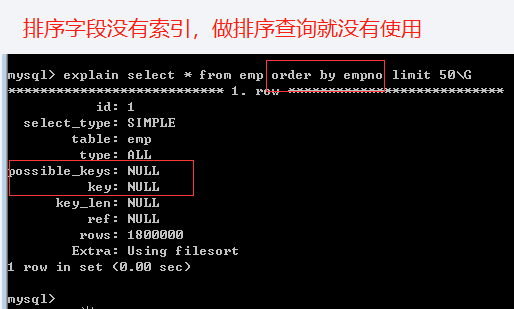 排序字段没有索引，做排序查询就没有使用
mysql> explain select * from emp order by empno limit 50\G
*************************** 1. row ***************************
id: 1
select_type: SIMPLE
table: emp
type: ALL
possible_keys: NULL
key: NULL
key_len: NULL
ref: NULL
rows: 1800000
Extra: Using filesort
1 row in set (0.00 sec)
mysql>